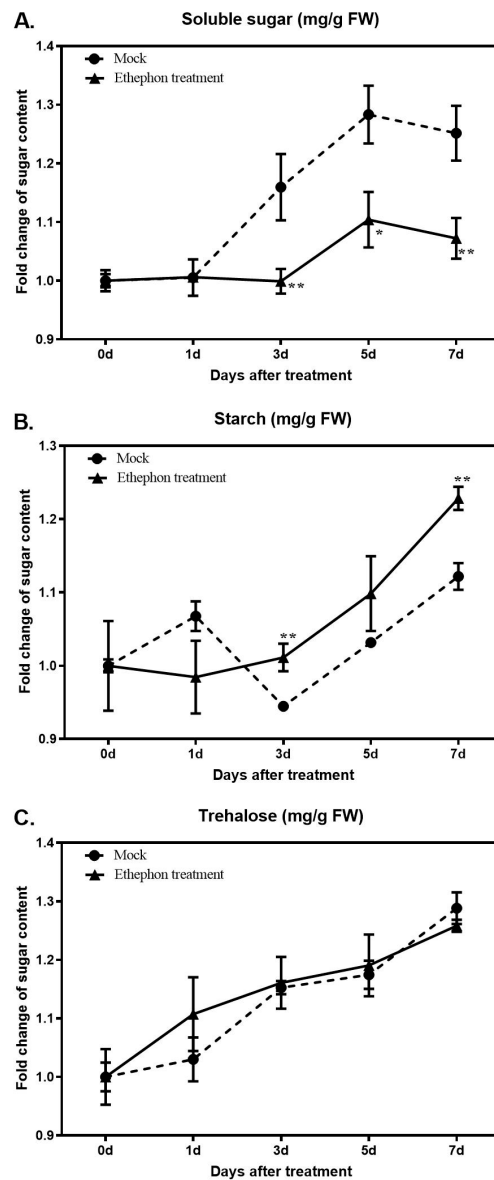 A.
Soluble sugar (mg/g FW)
Mock
Ethephon treatment
Fold change of sugar content
1.4
1.3
1.2
1.1
1.0
0.9
**
*
**
0d 1d 3d 5d 7d
Days after treatment
B.
Starch (mg/g FW)
Mock
Ethephon treatment
Fold change of sugar content
1.3
1.2
1.1
1.0
0.9
**
**
0d 1d 3d 5d 7d
Days after treatment
C.
Trehalose (mg/g FW)
Mock
Ethephon treatment
Fold change of sugar content
1.4
1.3
1.2
1.1
1.0
0.9
0d 1d 3d 5d 7d
Days after treatment